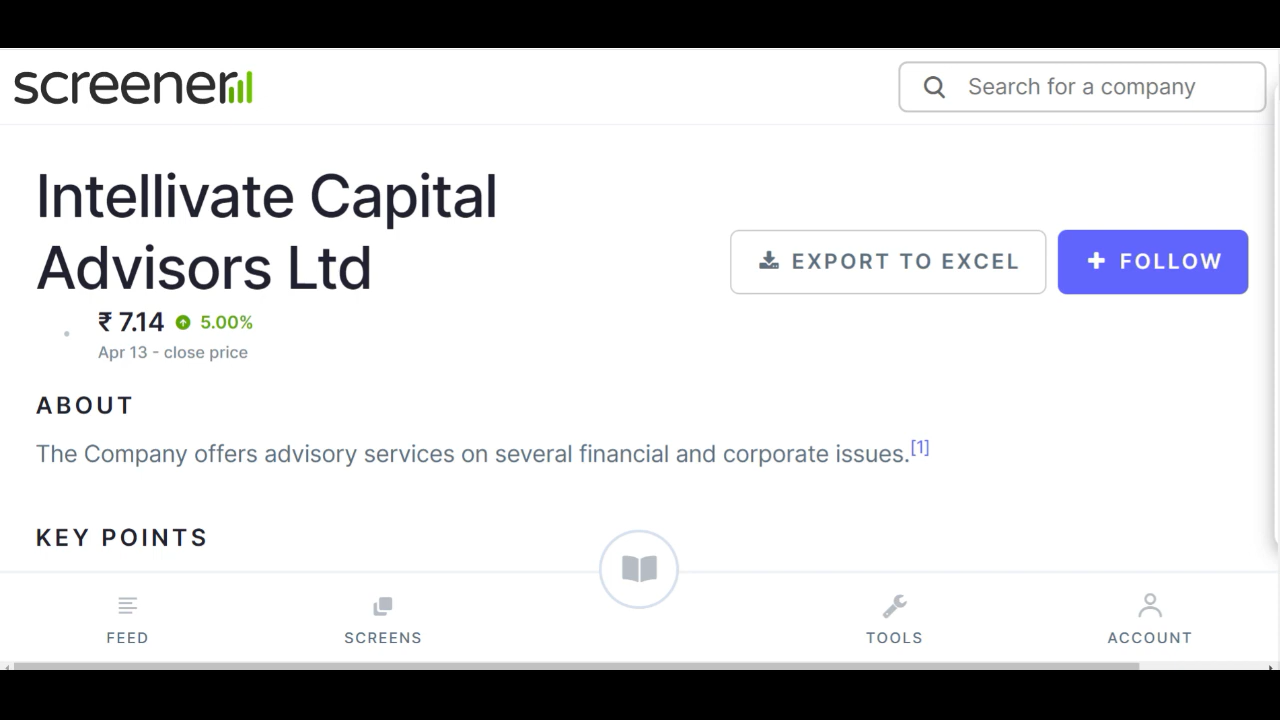 screener
Search for a company
Intellivate Capital
Advisors Ltd
EXPORT TO EXCEL
+ FOLLOW
₹ 7.14 5.00%
Apr 13 - close price
ABOUT
The Company offers advisory services on several financial and corporate issues.[1]
KEY POINTS
FEED
SCREENS
TOOLS
ACCOUNT